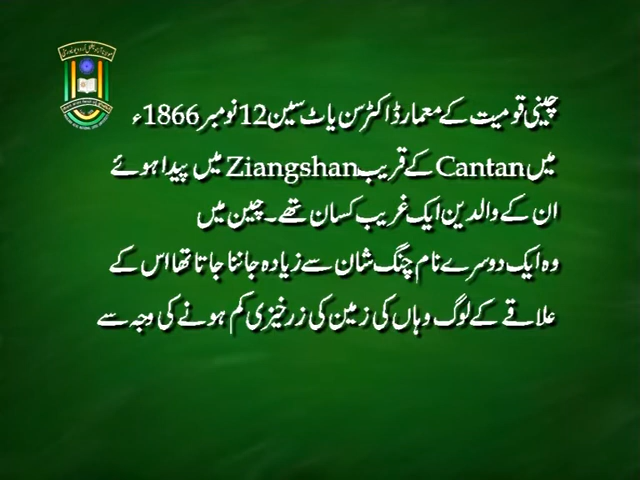 چینی قومیت کے معمار ڈاکٹر سن یاٹ سین 12 نومبر 1866ء
میں Cantan کے قریب Ziangshan میں پیدا ہوئے
ان کے والدین ایک غریب کسان تھے۔ چین میں
وہ ایک دوسرے نام چنگ شان سے زیادہ جاننا جاتا تھا اس کے
علاقے کے لوگ وہاں کی زمین کی زرخیزی کم ہونے کی وجہ سے